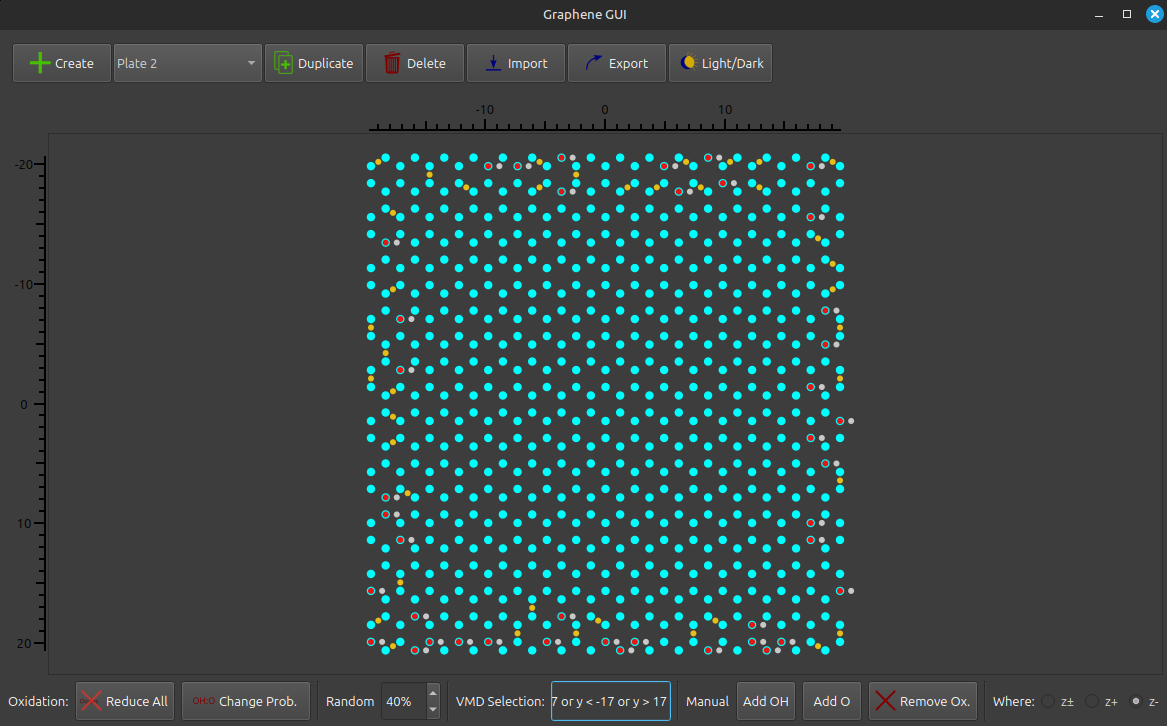 Graphene GUI
Create Plate 2 Duplicate Delete Import Export Light/Dark
-10 0 10
-20
-10
0
10
20
Oxidation: Reduce All OH:O Change Prob. Random 40% VMD Selection: 7 or y < -17 or y > 17 Manual Add OH Add O Remove Ox. Where: z± z+ z-